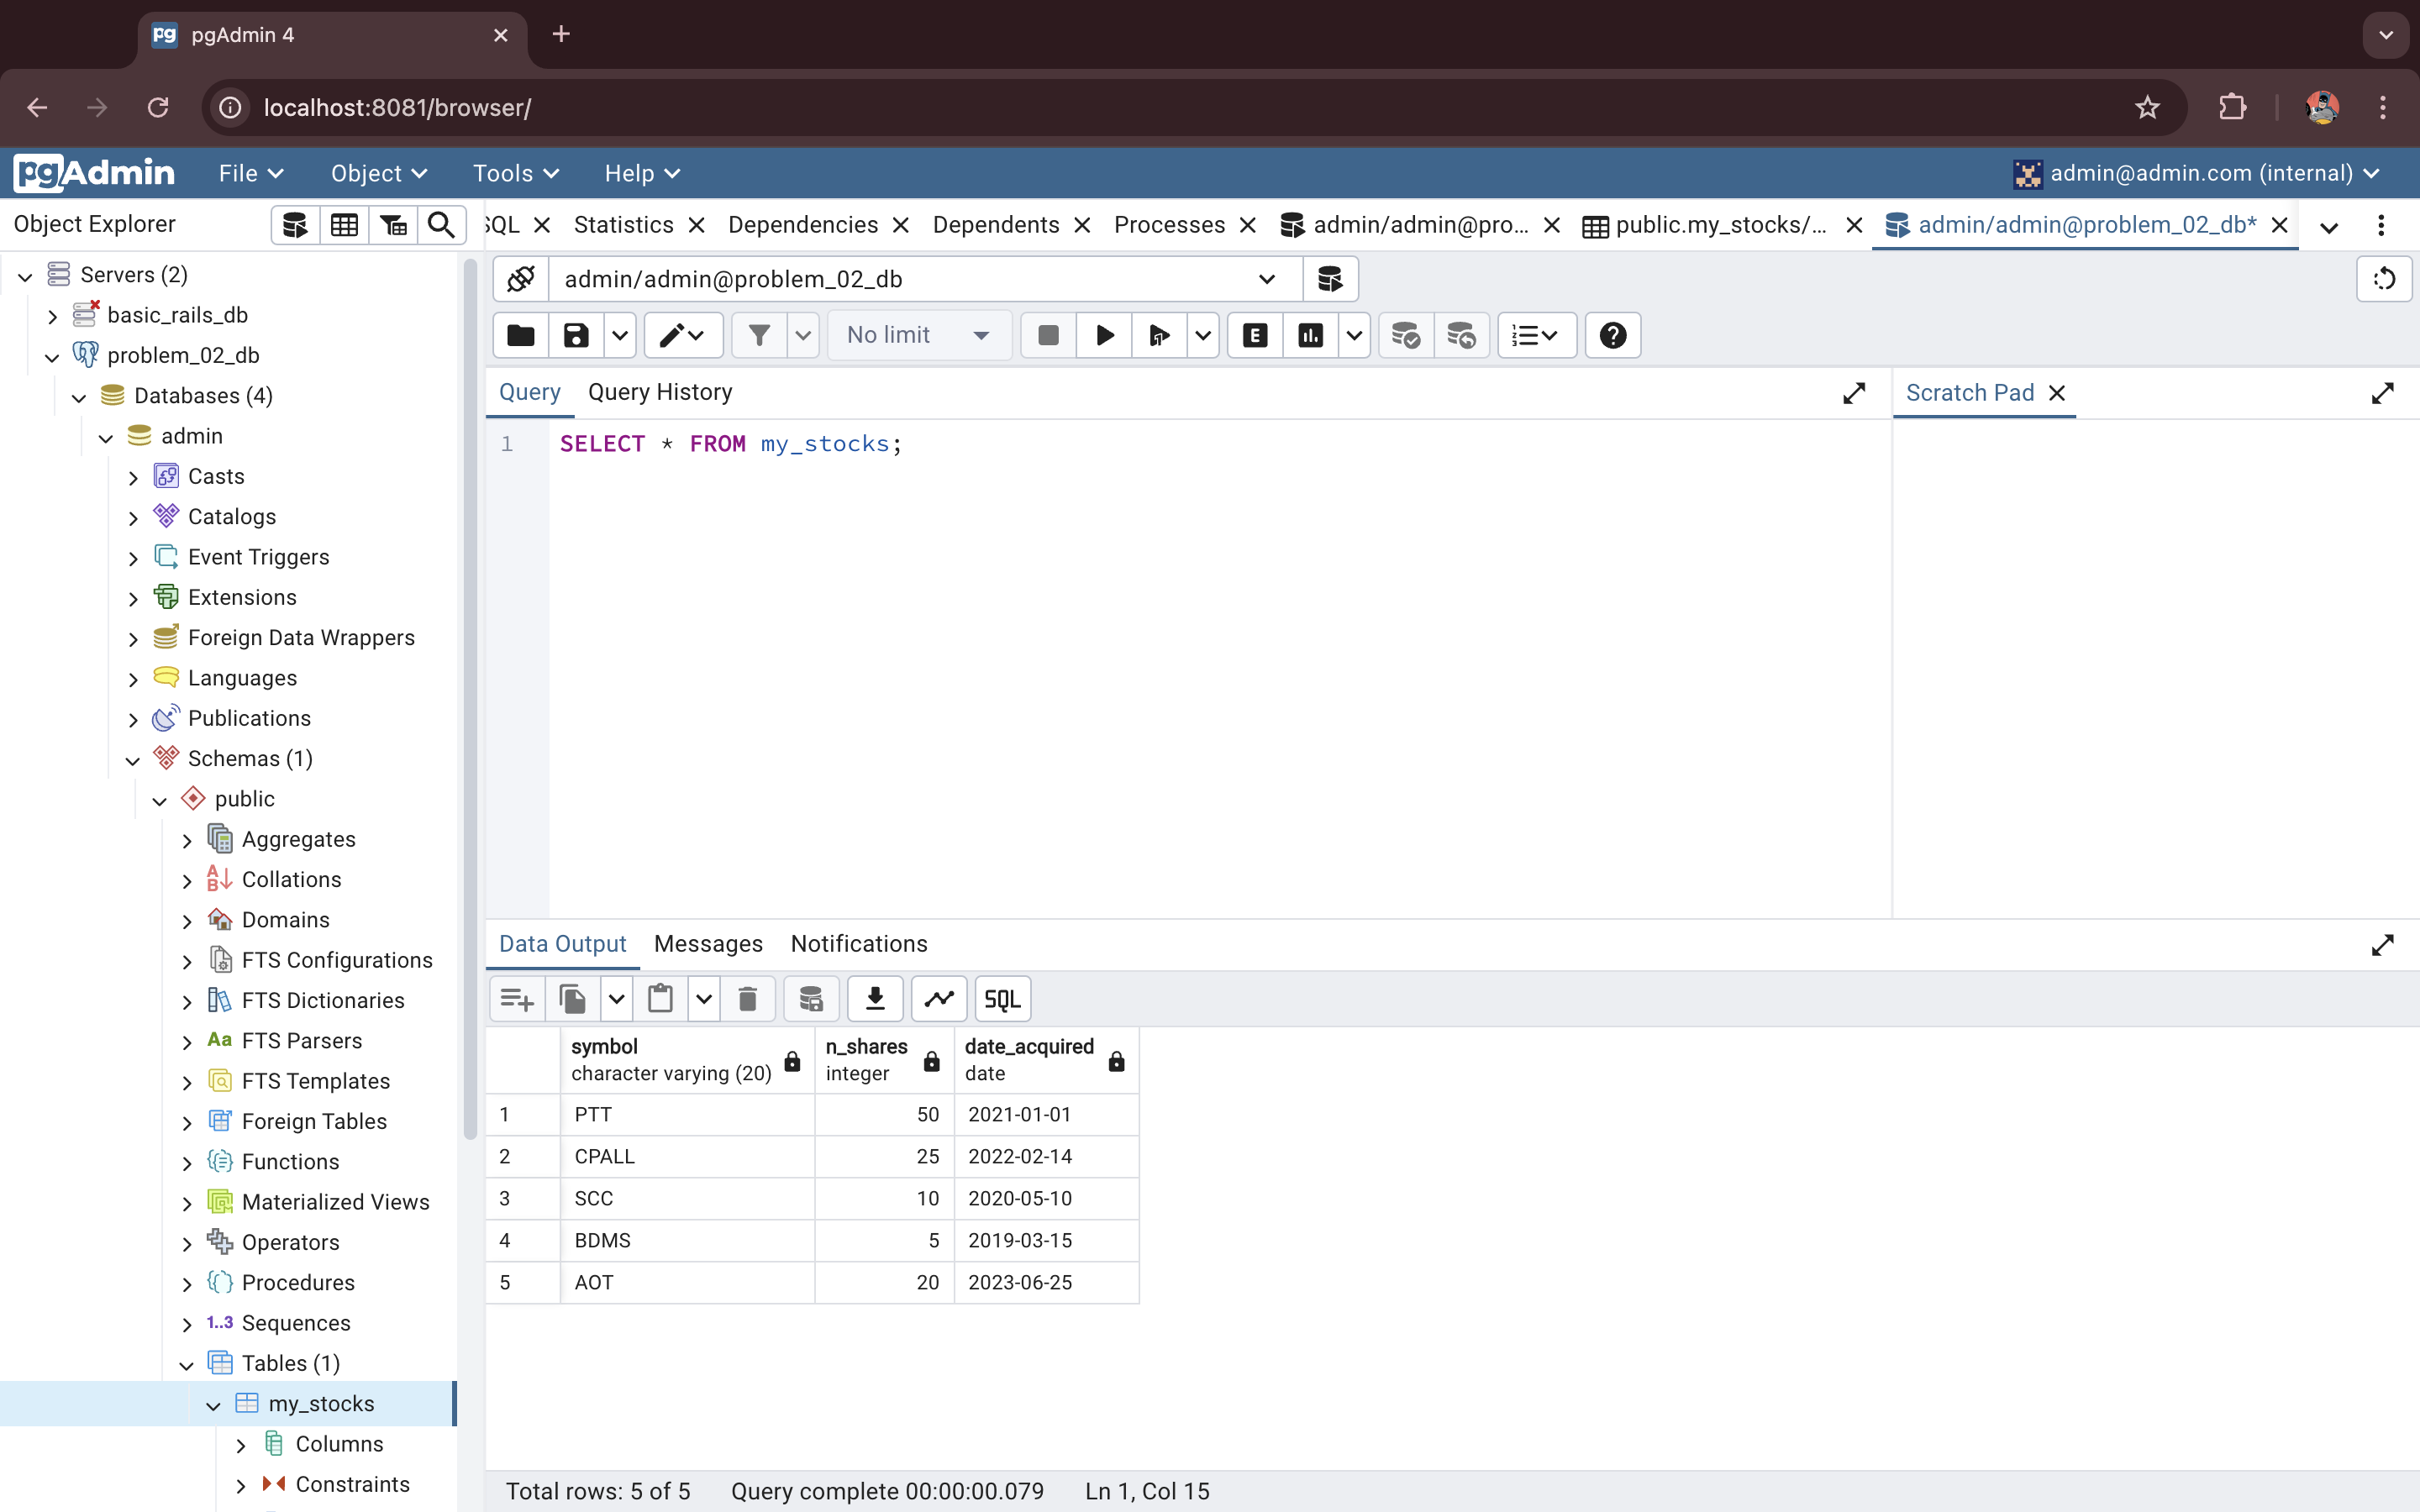 pgAdmin 4
localhost:8081/browser/
pgAdmin File Object Tools Help admin@admin.com (internal)
Object Explorer
SQL Statistics Dependencies Dependents Processes admin/admin@pro... public.my_stocks/... admin/admin@problem_02_db*
Servers (2)
basic_rails_db
problem_02_db
Databases (4)
admin
Casts
Catalogs
Event Triggers
Extensions
Foreign Data Wrappers
Languages
Publications
Schemas (1)
public
Aggregates
Collations
Domains
FTS Configurations
FTS Dictionaries
Aa FTS Parsers
FTS Templates
Foreign Tables
Functions
Materialized Views
Operators
Procedures
1..3 Sequences
Tables (1)
my_stocks
Columns
Constraints
admin/admin@problem_02_db
No limit E
Query Query History
Scratch Pad
1 SELECT * FROM my_stocks;
Data Output Messages Notifications
SQL
symbol n_shares date_acquired
character varying (20) integer date
1 PTT 50 2021-01-01
2 CPALL 25 2022-02-14
3 SCC 10 2020-05-10
4 BDMS 5 2019-03-15
5 AOT 20 2023-06-25
Total rows: 5 of 5 Query complete 00:00:00.079 Ln 1, Col 15